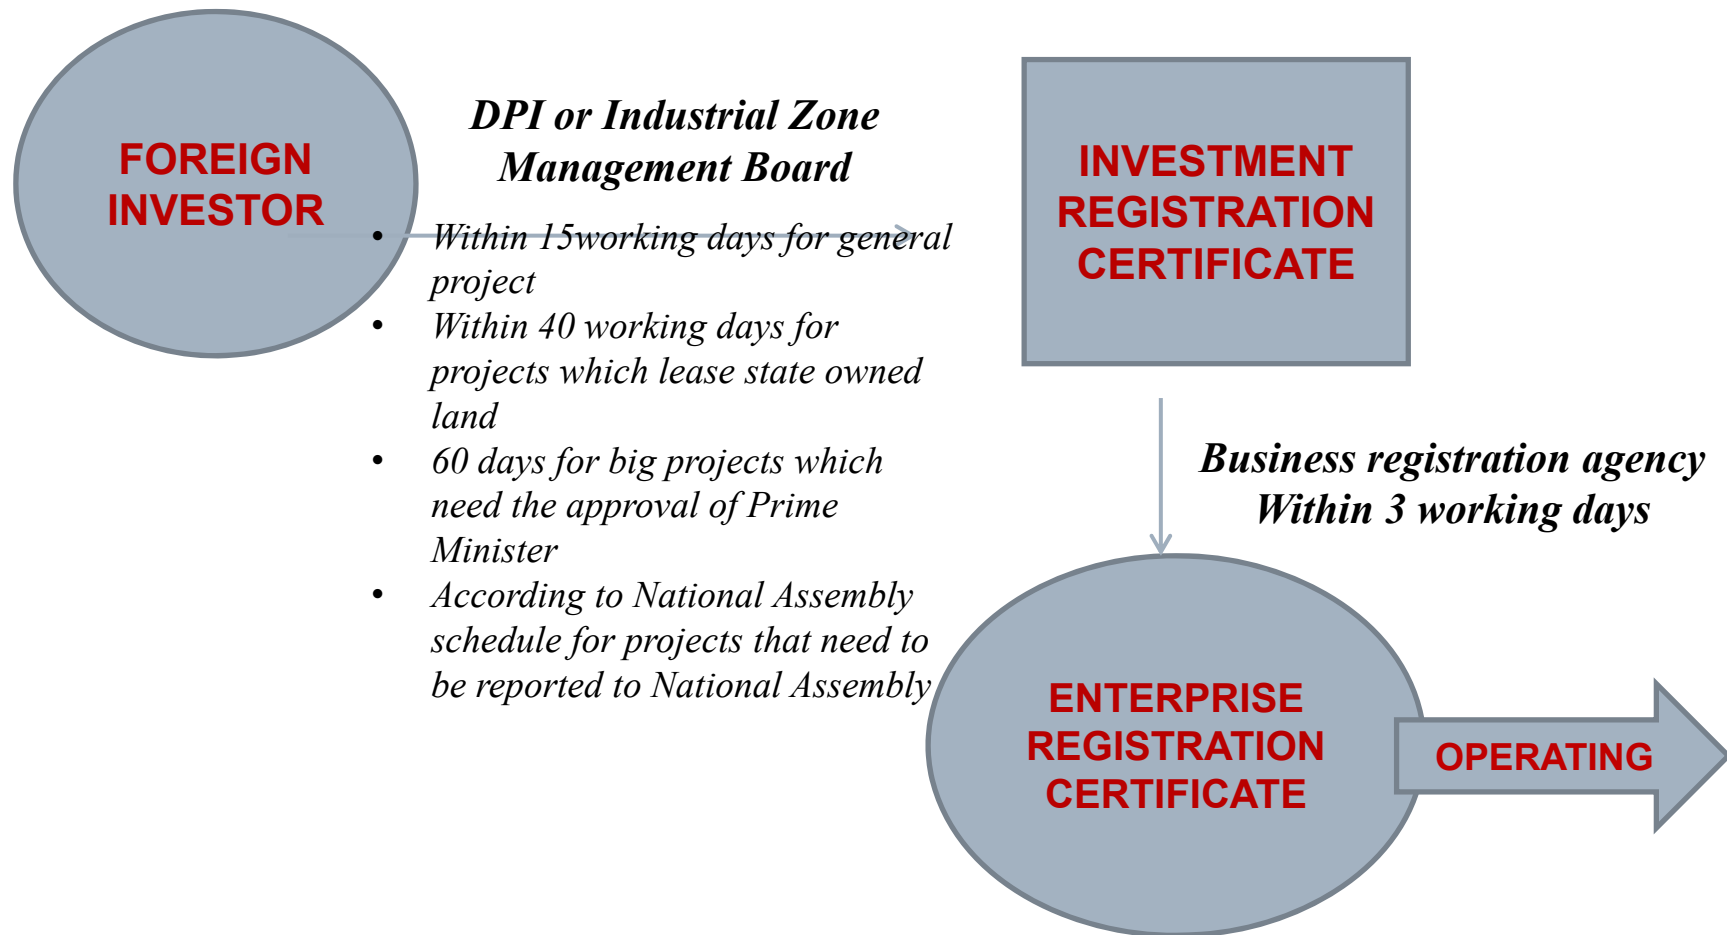 FOREIGN
INVESTOR
DPI or Industrial Zone
Management Board
• Within 15working days for general
project
• Within 40 working days for
projects which lease state owned
land
• 60 days for big projects which
need the approval of Prime
Minister
• According to National Assembly
schedule for projects that need to
be reported to National Assembly
INVESTMENT
REGISTRATION
CERTIFICATE
Business registration agency
Within 3 working days
ENTERPRISE
REGISTRATION
CERTIFICATE
OPERATING